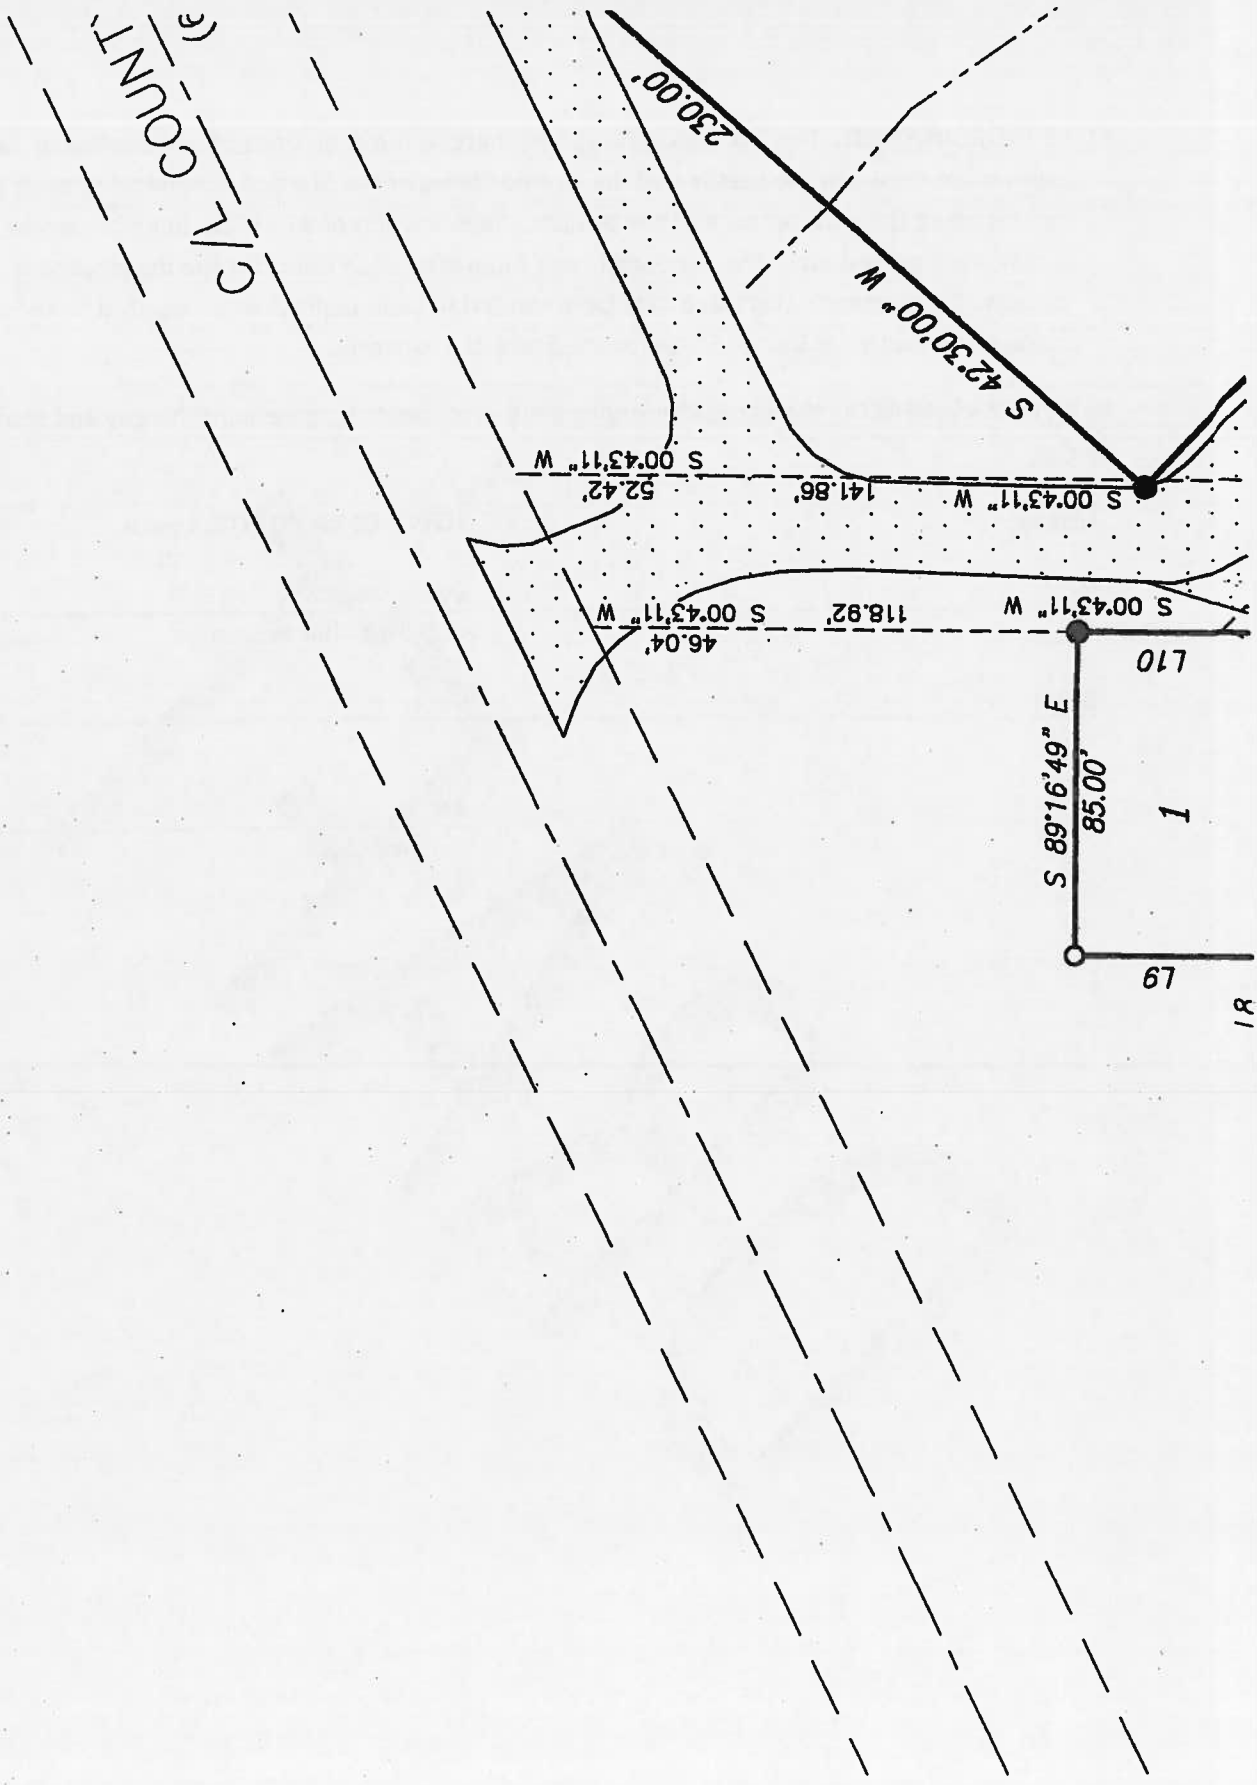 C/L COUNT
(e
230.00'
S 42°30'00" W
S 00°43'11" W
52.42'
141.86'
S 00°43'11" W
46.04'
S 00°43'11" W
118.92'
S 00°43'11" W
L10
S 89°16'49" E
85.00'
1
L9
18